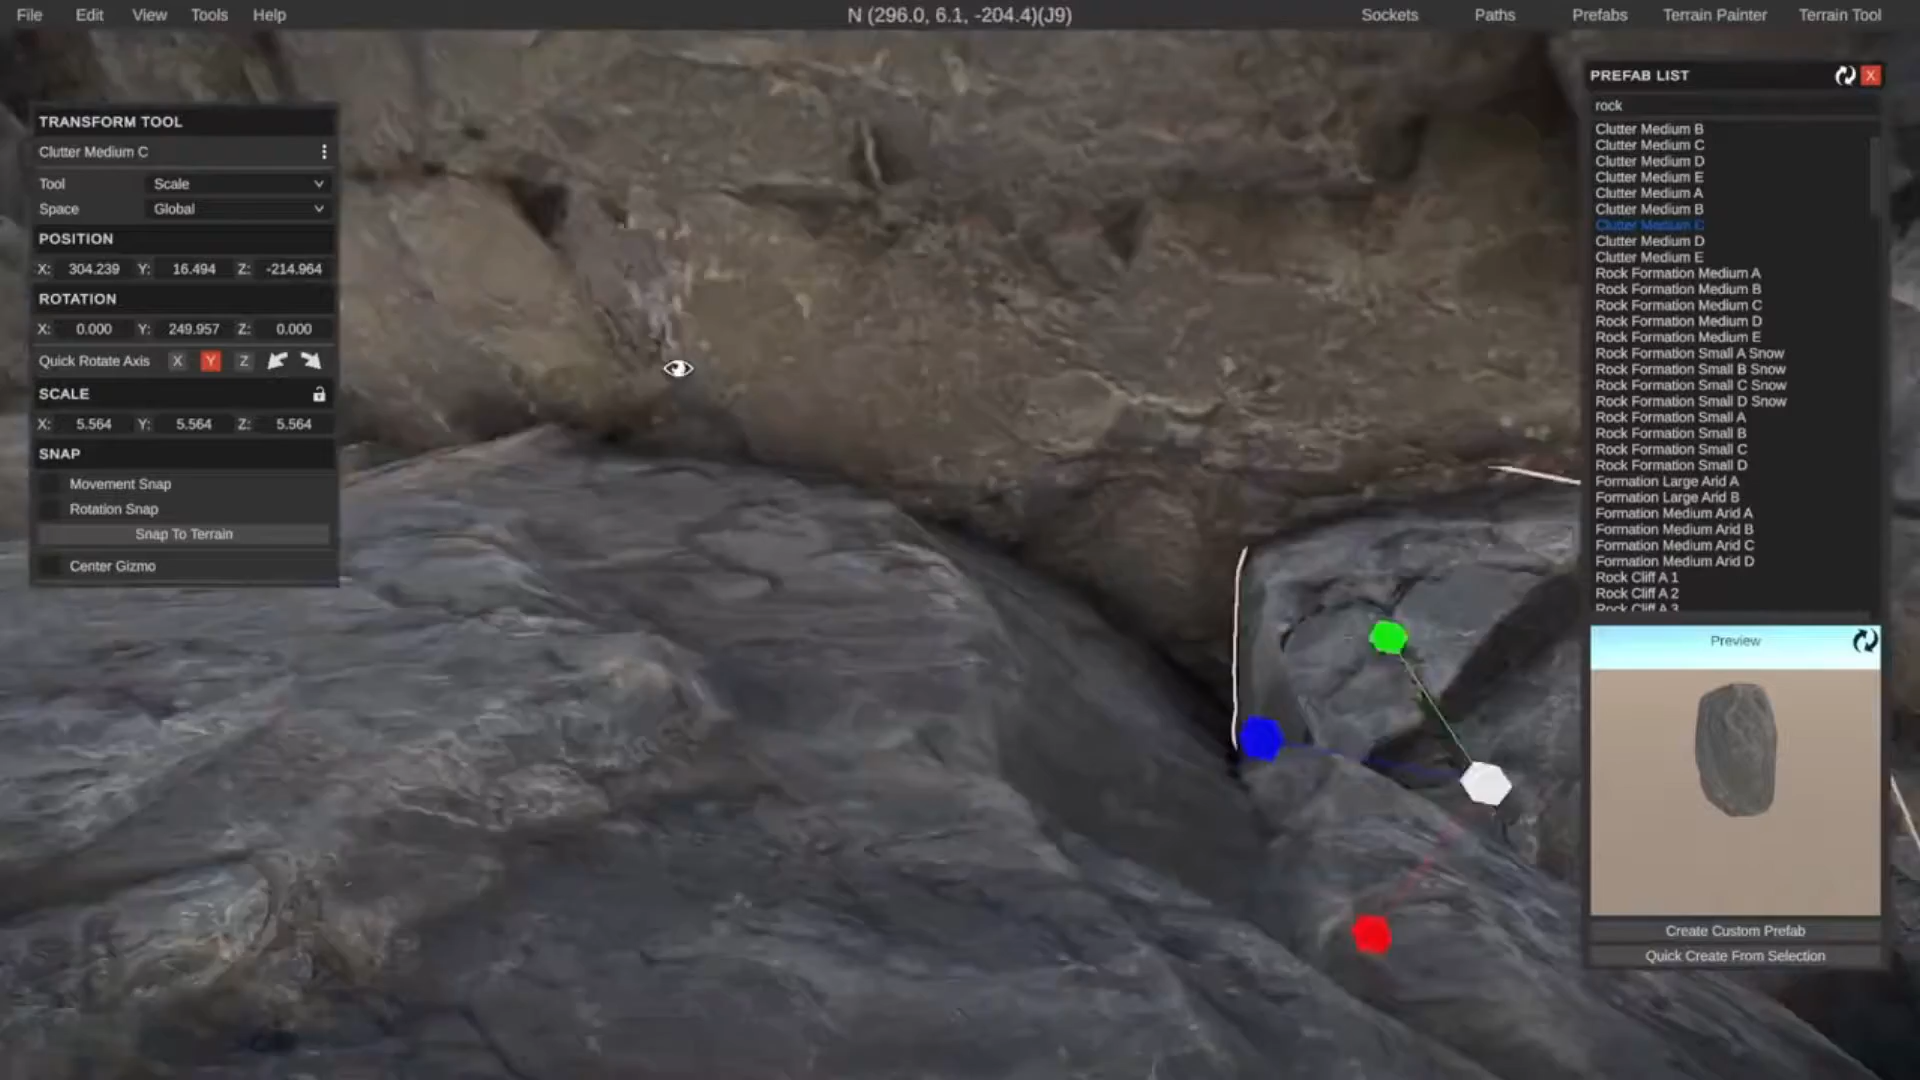 File Edit View Tools Help N (296.0, 6.1, -204.4)(J9) Sockets Paths Prefabs Terrain Painter Terrain Tool
TRANSFORM TOOL
Clutter Medium C
Tool Scale
Space Global
POSITION
X: 304.239 Y: 16.494 Z: -214.964
ROTATION
X: 0.000 Y: 249.957 Z: 0.000
Quick Rotate Axis X Y Z
SCALE
X: 5.564 Y: 5.564 Z: 5.564
SNAP
Movement Snap
Rotation Snap
Snap To Terrain
Center Gizmo
PREFAB LIST X
rock
Clutter Medium B
Clutter Medium C
Clutter Medium D
Clutter Medium E
Clutter Medium A
Clutter Medium B
Clutter Medium C
Clutter Medium D
Clutter Medium E
Rock Formation Medium A
Rock Formation Medium B
Rock Formation Medium C
Rock Formation Medium D
Rock Formation Medium E
Rock Formation Small A Snow
Rock Formation Small B Snow
Rock Formation Small C Snow
Rock Formation Small D Snow
Rock Formation Small A
Rock Formation Small B
Rock Formation Small C
Rock Formation Small D
Formation Large Arid A
Formation Large Arid B
Formation Medium Arid A
Formation Medium Arid B
Formation Medium Arid C
Formation Medium Arid D
Rock Cliff A 1
Rock Cliff A 2
Rock Cliff A 3
Preview
Create Custom Prefab
Quick Create From Selection